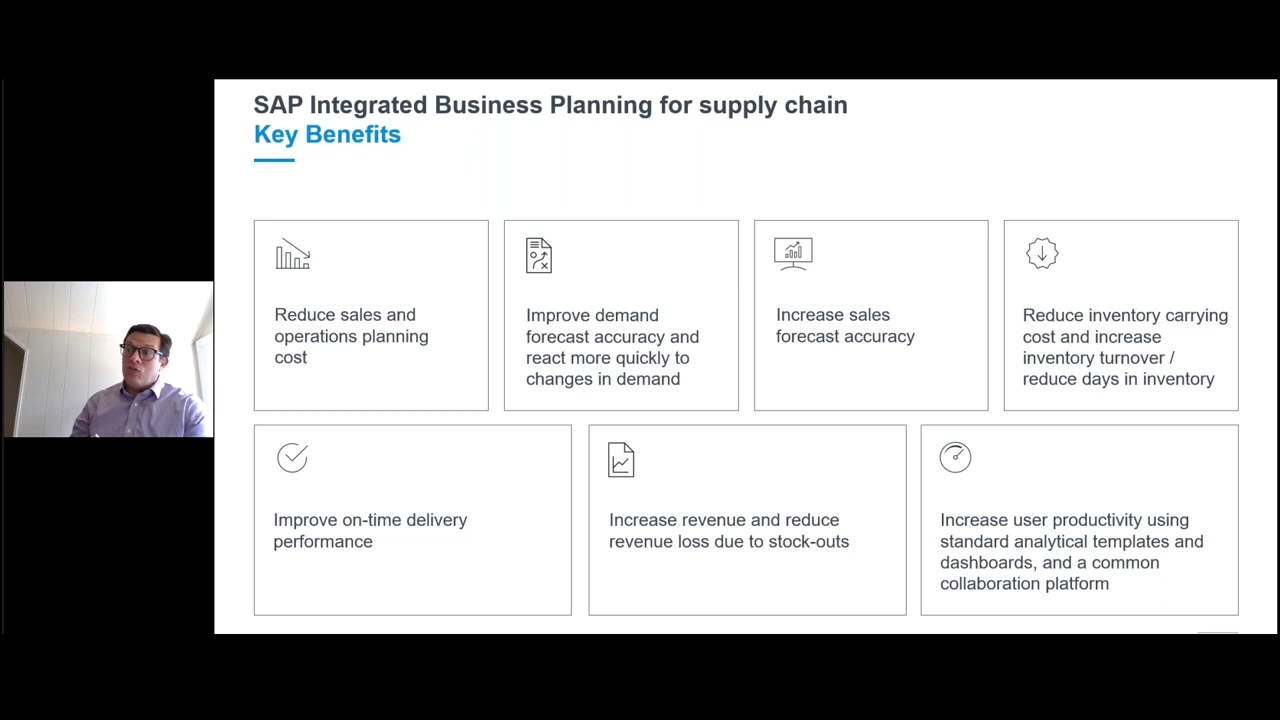 SAP Integrated Business Planning for supply chain
Key Benefits
Reduce sales and
operations planning
cost
Improve demand
forecast accuracy and
react more quickly to
changes in demand
Increase sales
forecast accuracy
Reduce inventory carrying
cost and increase
inventory turnover /
reduce days in inventory
Improve on-time delivery
performance
Increase revenue and reduce
revenue loss due to stock-outs
Increase user productivity using
standard analytical templates and
dashboards, and a common
collaboration platform